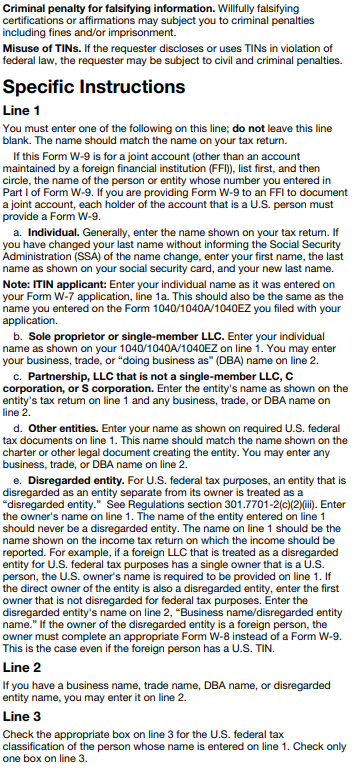 Criminal penalty for falsifying information. Willfully falsifying
certifications or affirmations may subject you to criminal penalties
including fines and/or imprisonment.
Misuse of TINs. If the requester discloses or uses TINs in violation of
federal law, the requester may be subject to civil and criminal penalties.
Specific Instructions
Line 1
You must enter one of the following on this line; do not leave this line
blank. The name should match the name on your tax return.
If this Form W-9 is for a joint account (other than an account
maintained by a foreign financial institution (FFI)), list first, and then
circle, the name of the person or entity whose number you entered in
Part I of Form W-9. If you are providing Form W-9 to an FFI to document
a joint account, each holder of the account that is a U.S. person must
provide a Form W-9.
a. Individual. Generally, enter the name shown on your tax return. If
you have changed your last name without informing the Social Security
Administration (SSA) of the name change, enter your first name, the last
name as shown on your social security card, and your new last name.
Note: ITIN applicant: Enter your individual name as it was entered on
your Form W-7 application, line 1a. This should also be the same as the
name you entered on the Form 1040/1040A/1040EZ you filed with your
application.
b. Sole proprietor or single-member LLC. Enter your individual
name as shown on your 1040/1040A/1040EZ on line 1. You may enter
your business, trade, or “doing business as” (DBA) name on line 2.
c. Partnership, LLC that is not a single-member LLC, C
corporation, or S corporation. Enter the entity's name as shown on the
entity's tax return on line 1 and any business, trade, or DBA name on
line 2.
d. Other entities. Enter your name as shown on required U.S. federal
tax documents on line 1. This name should match the name shown on the
charter or other legal document creating the entity. You may enter any
business, trade, or DBA name on line 2.
e. Disregarded entity. For U.S. federal tax purposes, an entity that is
disregarded as an entity separate from its owner is treated as a
“disregarded entity.” See Regulations section 301.7701-2(c)(2)(iii). Enter
the owner's name on line 1. The name of the entity entered on line 1
should never be a disregarded entity. The name on line 1 should be the
name shown on the income tax return on which the income should be
reported. For example, if a foreign LLC that is treated as a disregarded
entity for U.S. federal tax purposes has a single owner that is a U.S.
person, the U.S. owner's name is required to be provided on line 1. If
the direct owner of the entity is also a disregarded entity, enter the first
owner that is not disregarded for federal tax purposes. Enter the
disregarded entity's name on line 2, “Business name/disregarded entity
name.” If the owner of the disregarded entity is a foreign person, the
owner must complete an appropriate Form W-8 instead of a Form W-9.
This is the case even if the foreign person has a U.S. TIN.
Line 2
If you have a business name, trade name, DBA name, or disregarded
entity name, you may enter it on line 2.
Line 3
Check the appropriate box on line 3 for the U.S. federal tax
classification of the person whose name is entered on line 1. Check only
one box on line 3.